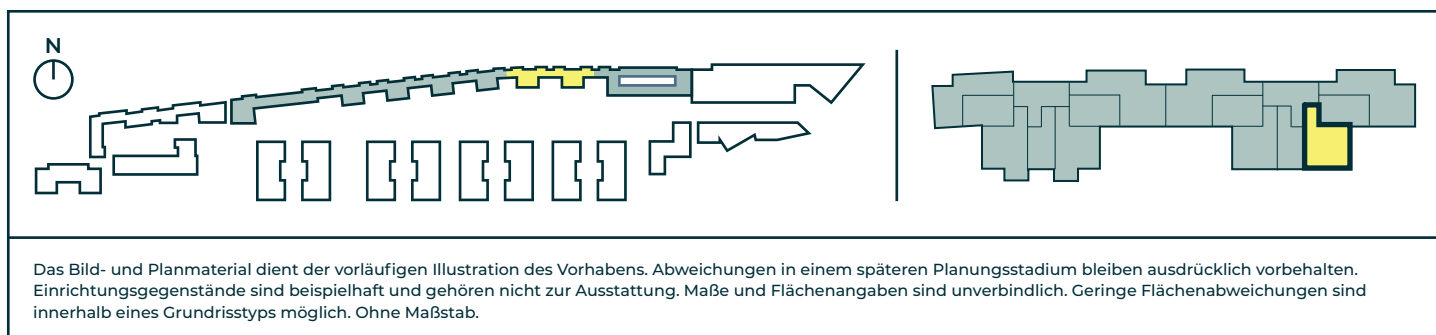 N
Das Bild- und Planmaterial dient der vorläufigen Illustration des Vorhabens. Abweichungen in einem späteren Planungsstadium bleiben ausdrücklich vorbehalten.
Einrichtungsgegenstände sind beispielhaft und gehören nicht zur Ausstattung. Maße und Flächenangaben sind unverbindlich. Geringe Flächenabweichungen sind
innerhalb eines Grundrisstyps möglich. Ohne Maßstab.